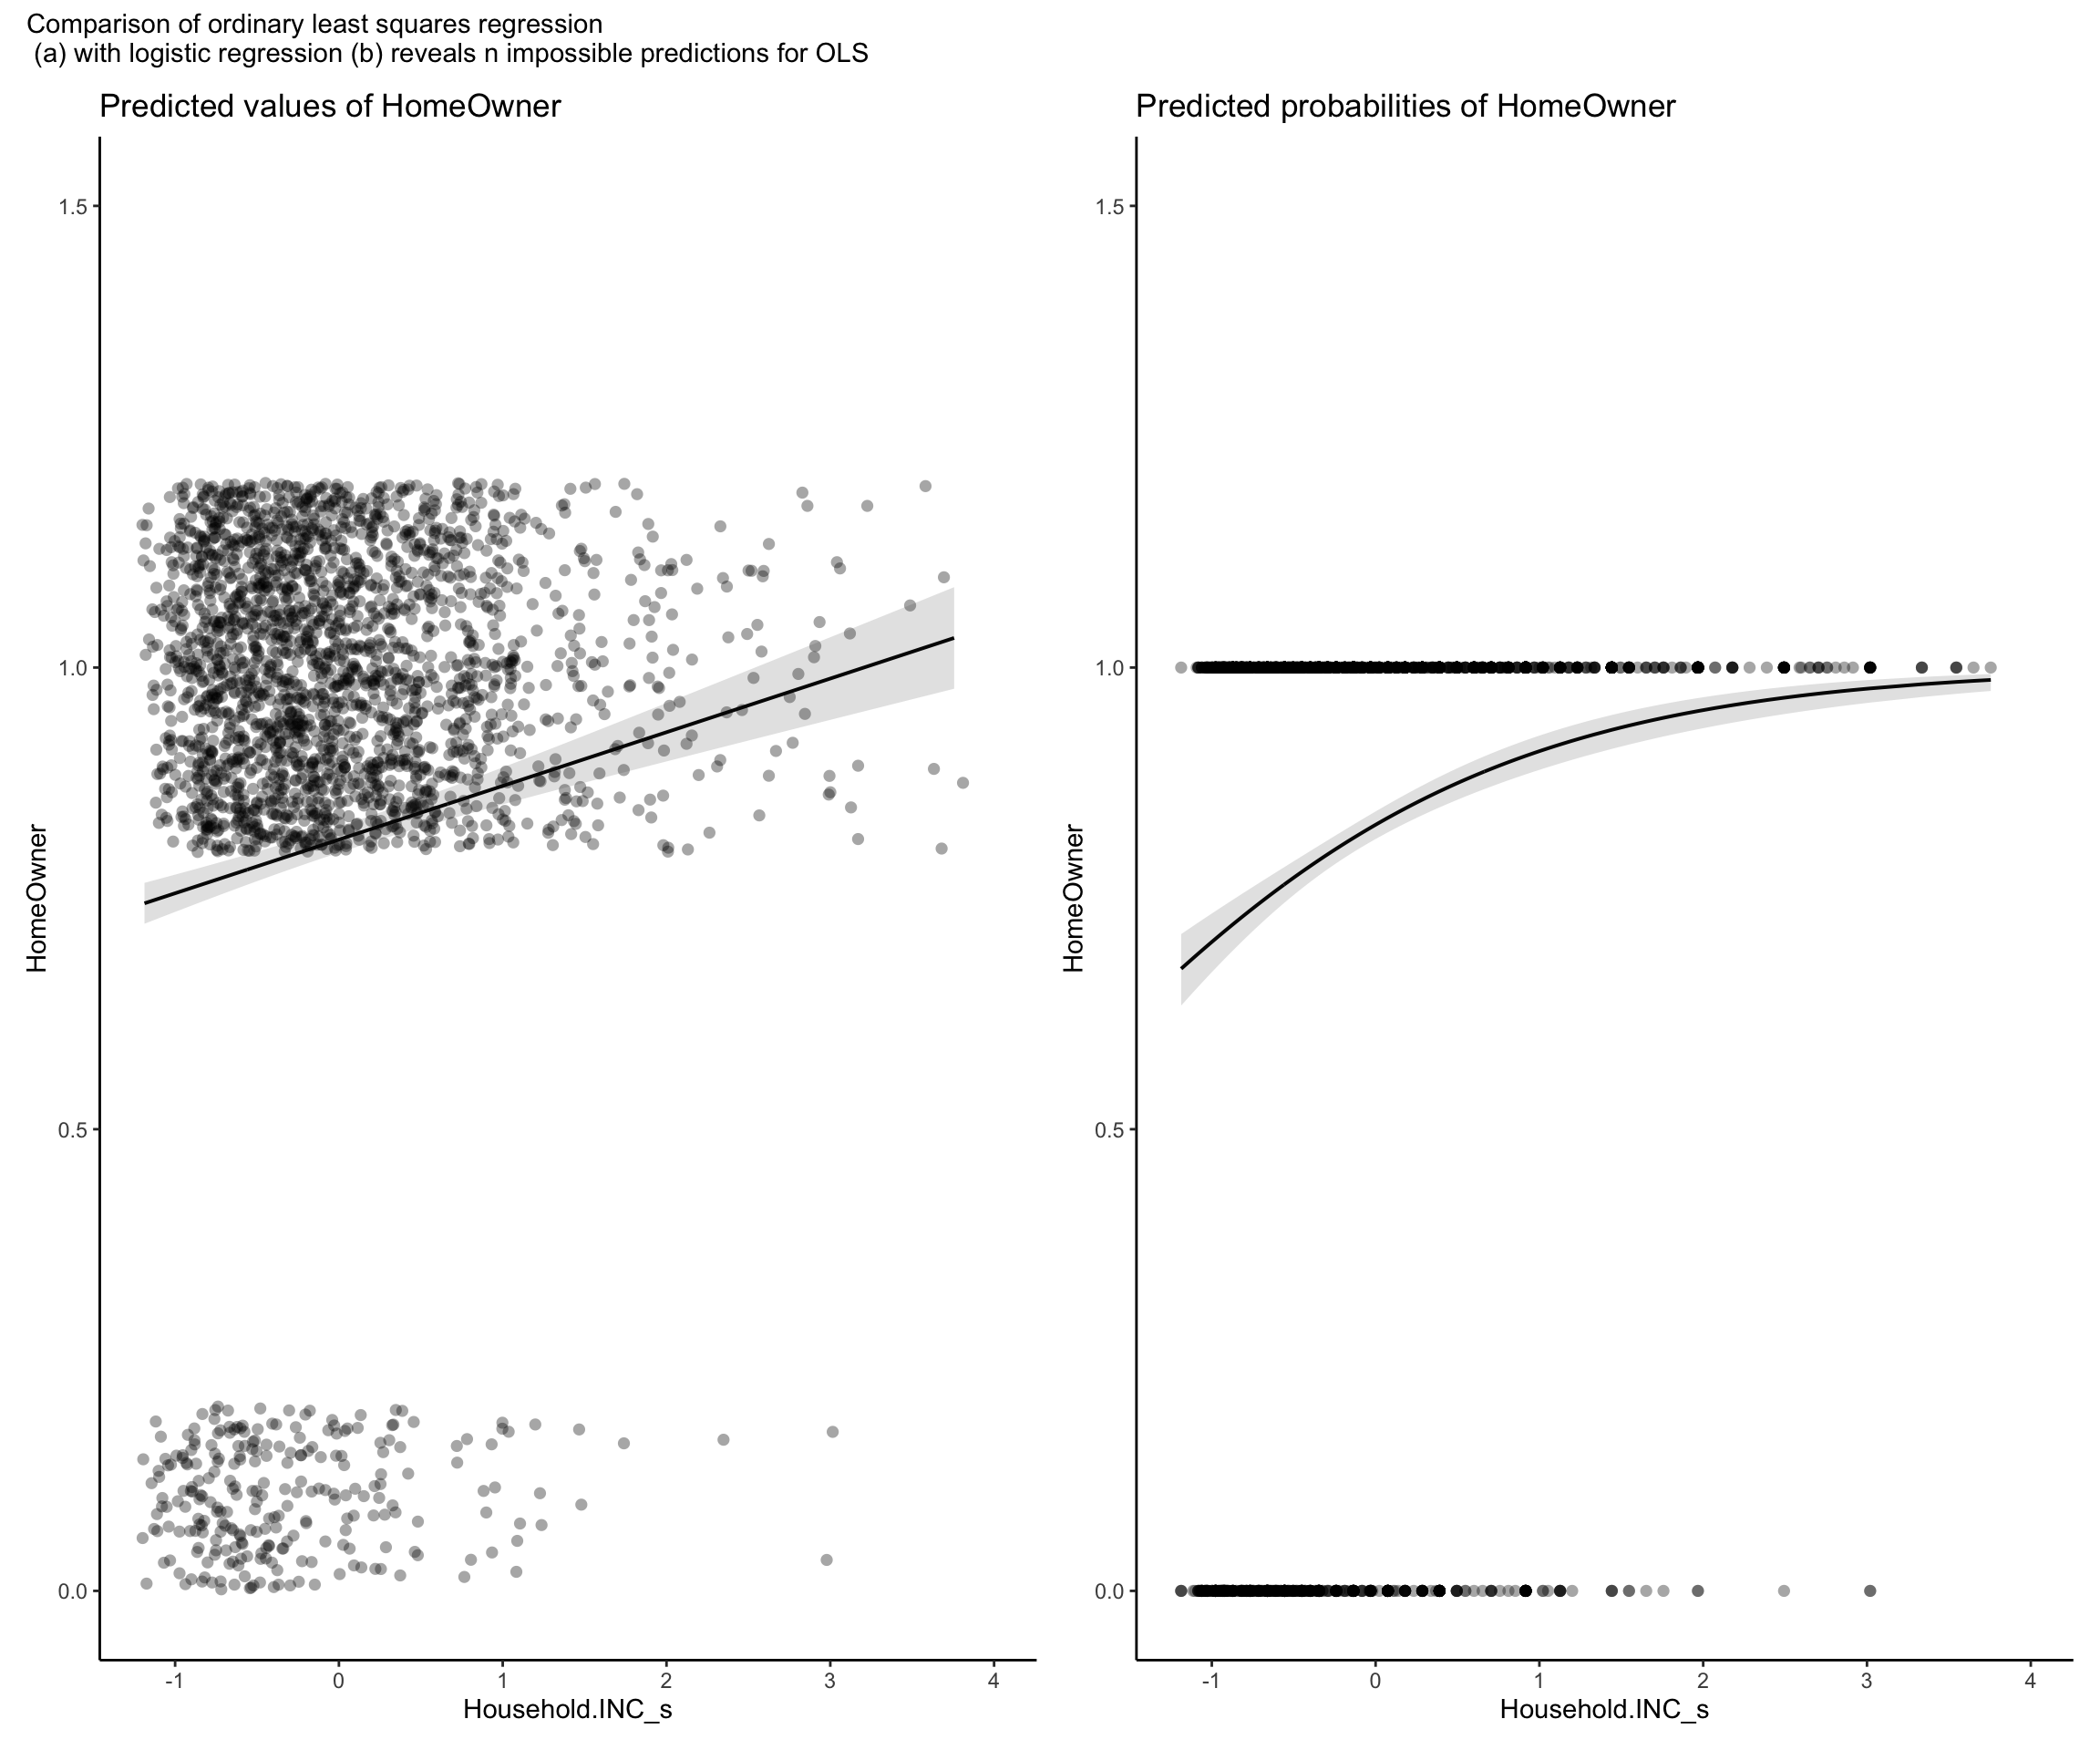 Comparison of ordinary least squares regression
(a) with logistic regression (b) reveals n impossible predictions for OLS
Predicted values of HomeOwner
1.5
1.0
0.5
0.0
HomeOwner
-1 0 1 2 3 4
Household.INC_s
Predicted probabilities of HomeOwner
1.5
1.0
0.5
0.0
HomeOwner
-1 0 1 2 3 4
Household.INC_s